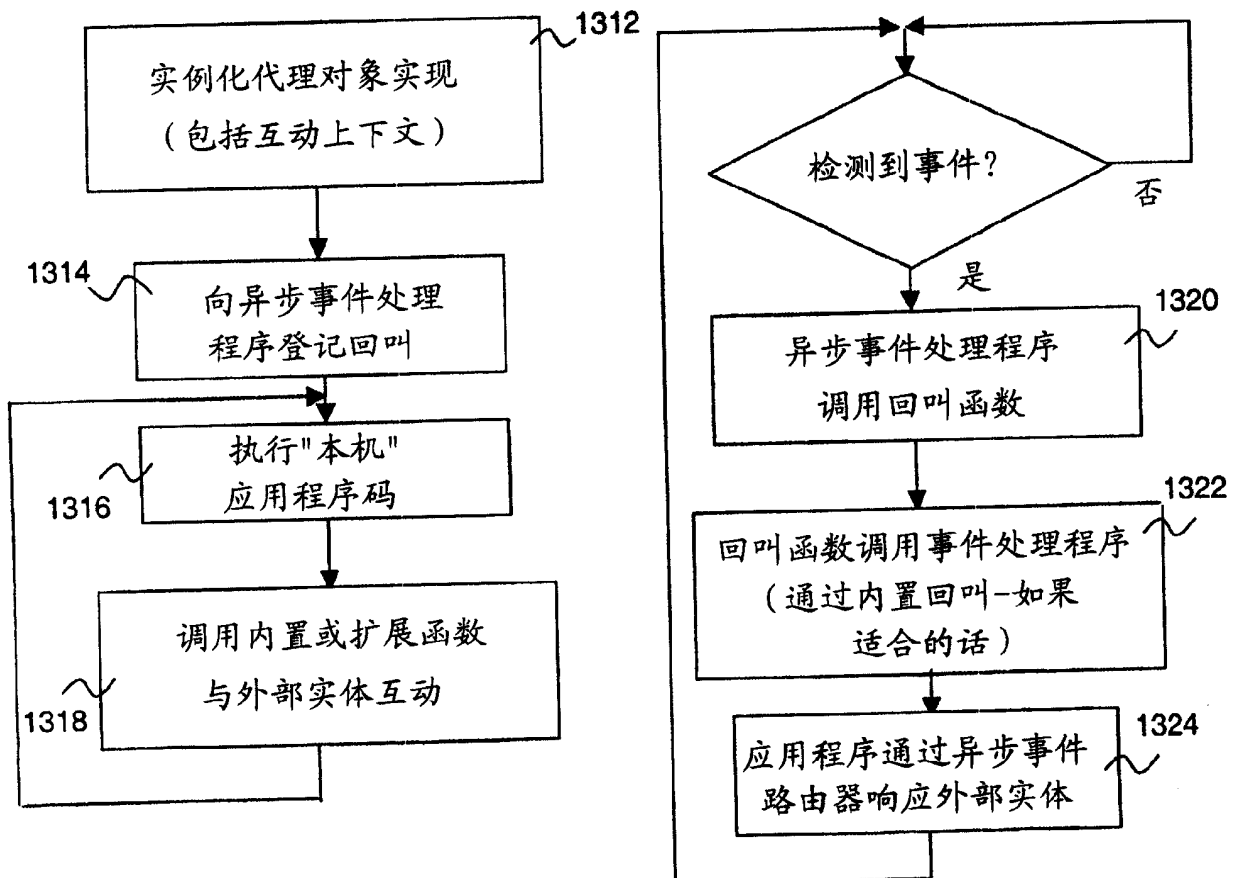 1312
实例化代理对象实现
(包括互动上下文)
1314
向异步事件处理
程序登记回叫
执行"本机"
应用程序码
1316
调用内置或扩展函数
与外部实体互动
1318
检测到事件?
否
是
1320
异步事件处理程序
调用回叫函数
1322
回叫函数调用事件处理程序
(通过内置回叫-如果
适合的话)
1324
应用程序通过异步事件
路由器响应外部实体